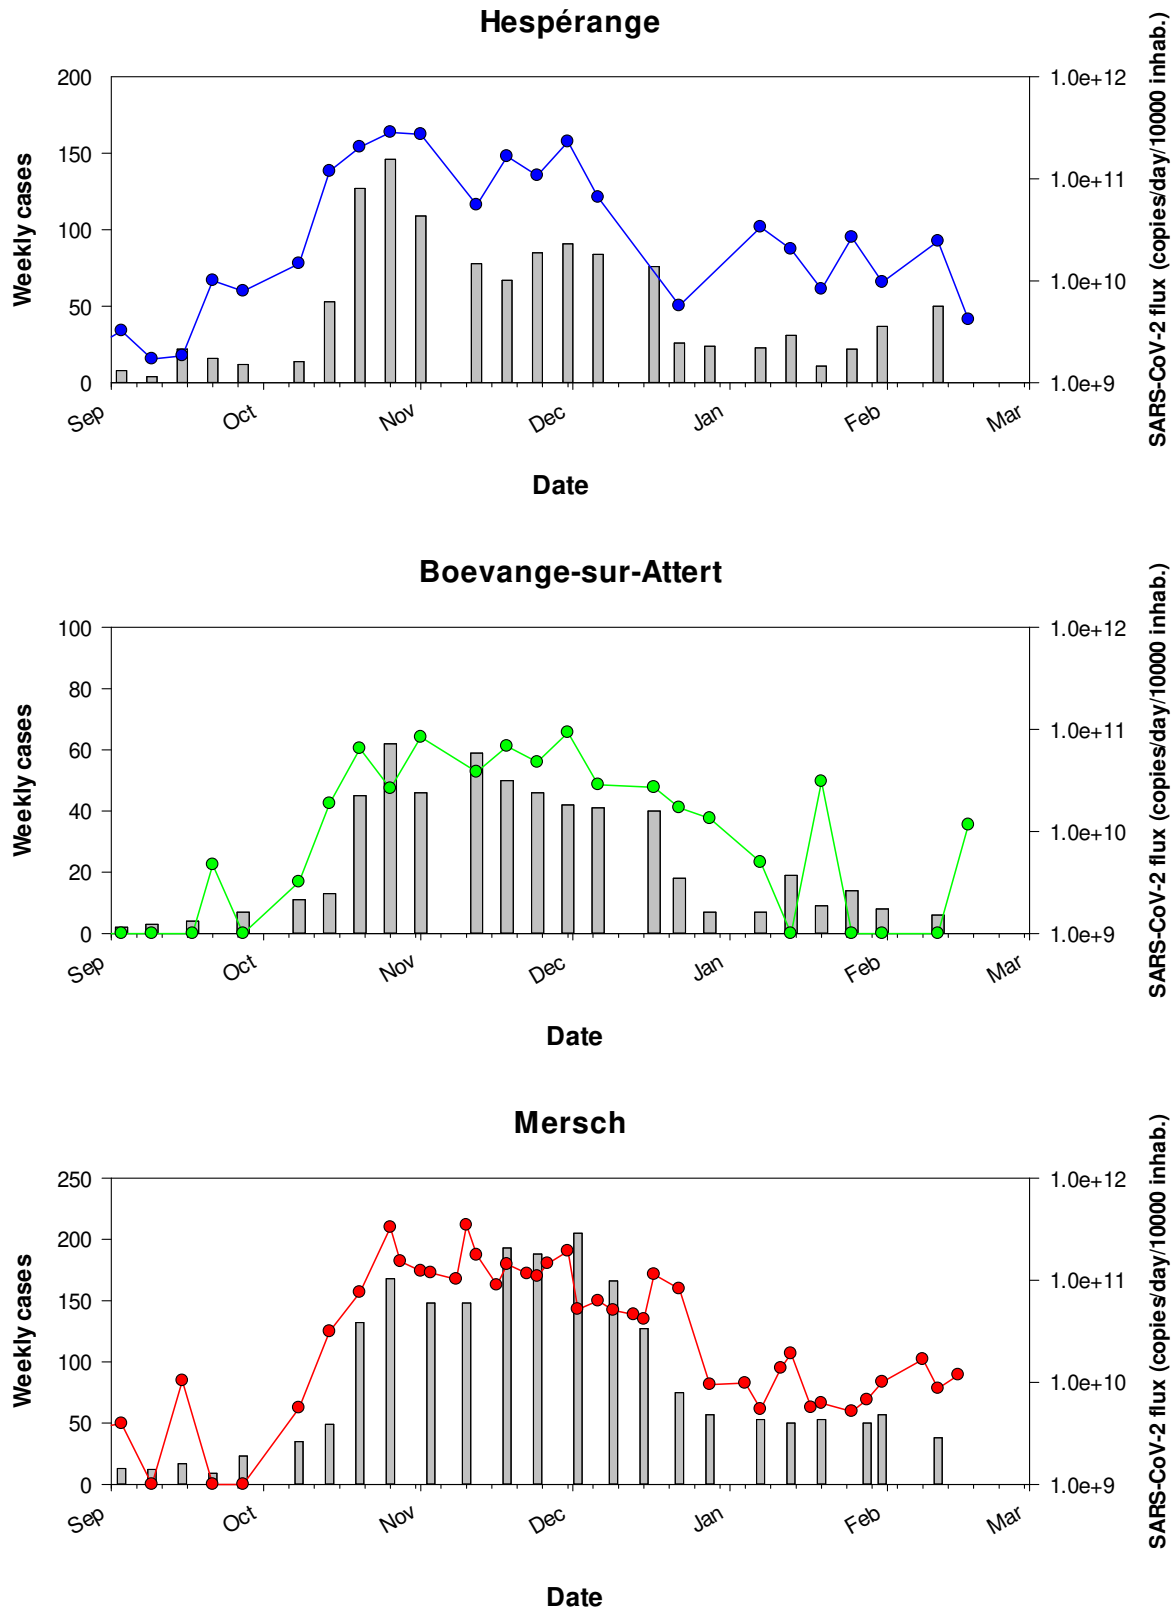 Hespérange
Weekly cases
SARS-CoV-2 flux (copies/day/10000 inhab.)
200
150
100
50
0
1.0e+12
1.0e+11
1.0e+10
1.0e+9
Sep
Oct
Nov
Dec
Jan
Feb
Mar
Date
Boevange-sur-Attert
Weekly cases
SARS-CoV-2 flux (copies/day/10000 inhab.)
100
80
60
40
20
0
1.0e+12
1.0e+11
1.0e+10
1.0e+9
Sep
Oct
Nov
Dec
Jan
Feb
Mar
Date
Mersch
Weekly cases
SARS-CoV-2 flux (copies/day/10000 inhab.)
250
200
150
100
50
0
1.0e+12
1.0e+11
1.0e+10
1.0e+9
Sep
Oct
Nov
Dec
Jan
Feb
Mar
Date